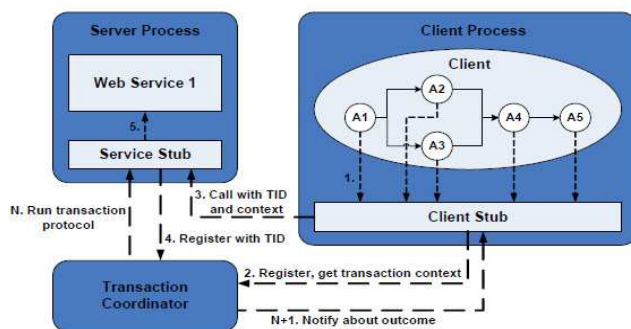 Server Process
Web Service 1
5.
Service Stub
N. Run transaction
protocol
4. Register with TID
3. Call with TID
and context
Transaction
Coordinator
Client Process
Client
A1
A2
A3
A4
A5
1.
Client Stub
2. Register, get transaction context
N+1. Notify about outcome